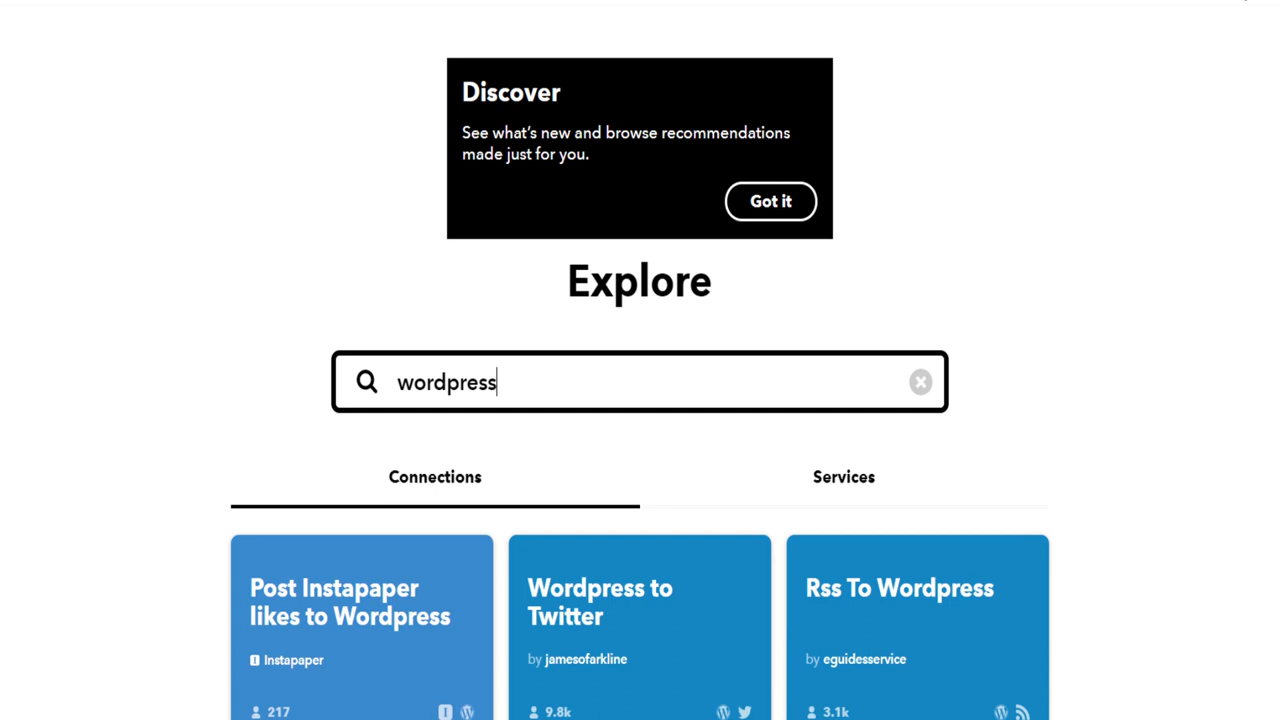 Discover
See what's new and browse recommendations
made just for you.
Got it
Explore
wordpress
Connections
Services
Post Instapaper
likes to Wordpress
Instapaper
217
Wordpress to
Twitter
by jamesofarkline
9.8k
Rss To Wordpress
by eguidesservice
3.1k